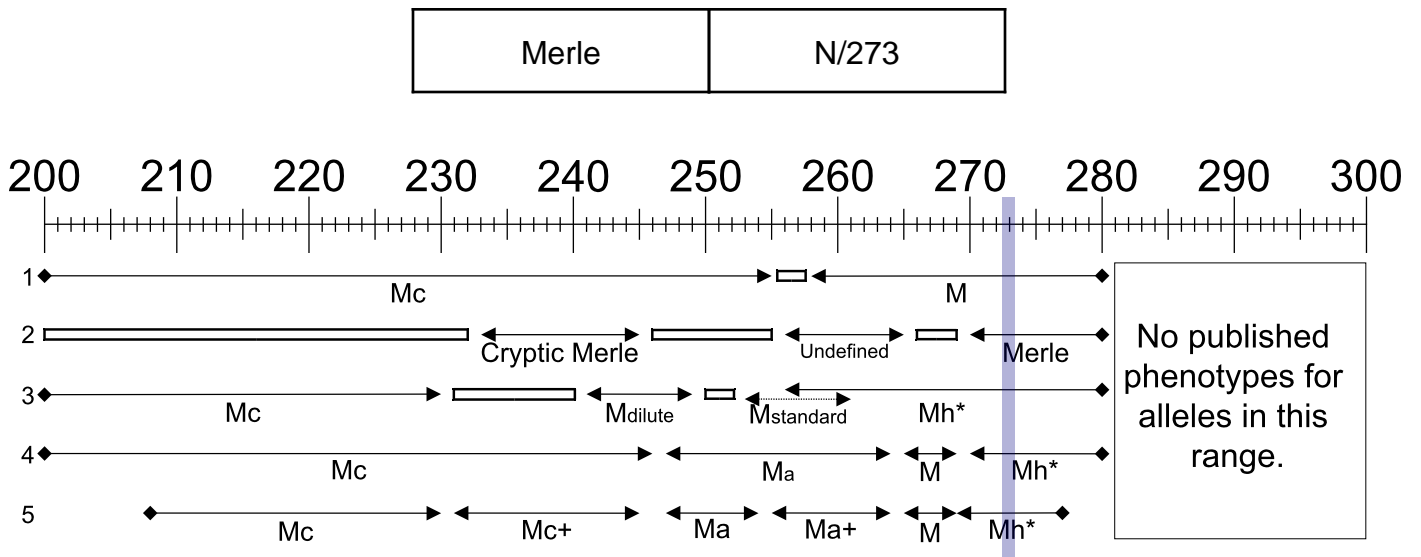 Merle N/273
200 210 220 230 240 250 260 270 280 290 300
1 Mc M
2 Cryptic Merle Undefined Merle
3 Mc Mdilute Mstandard Mh*
4 Mc Ma M Mh*
5 Mc Mc+ Ma Ma+ M Mh*
No published
phenotypes for
alleles in this
range.